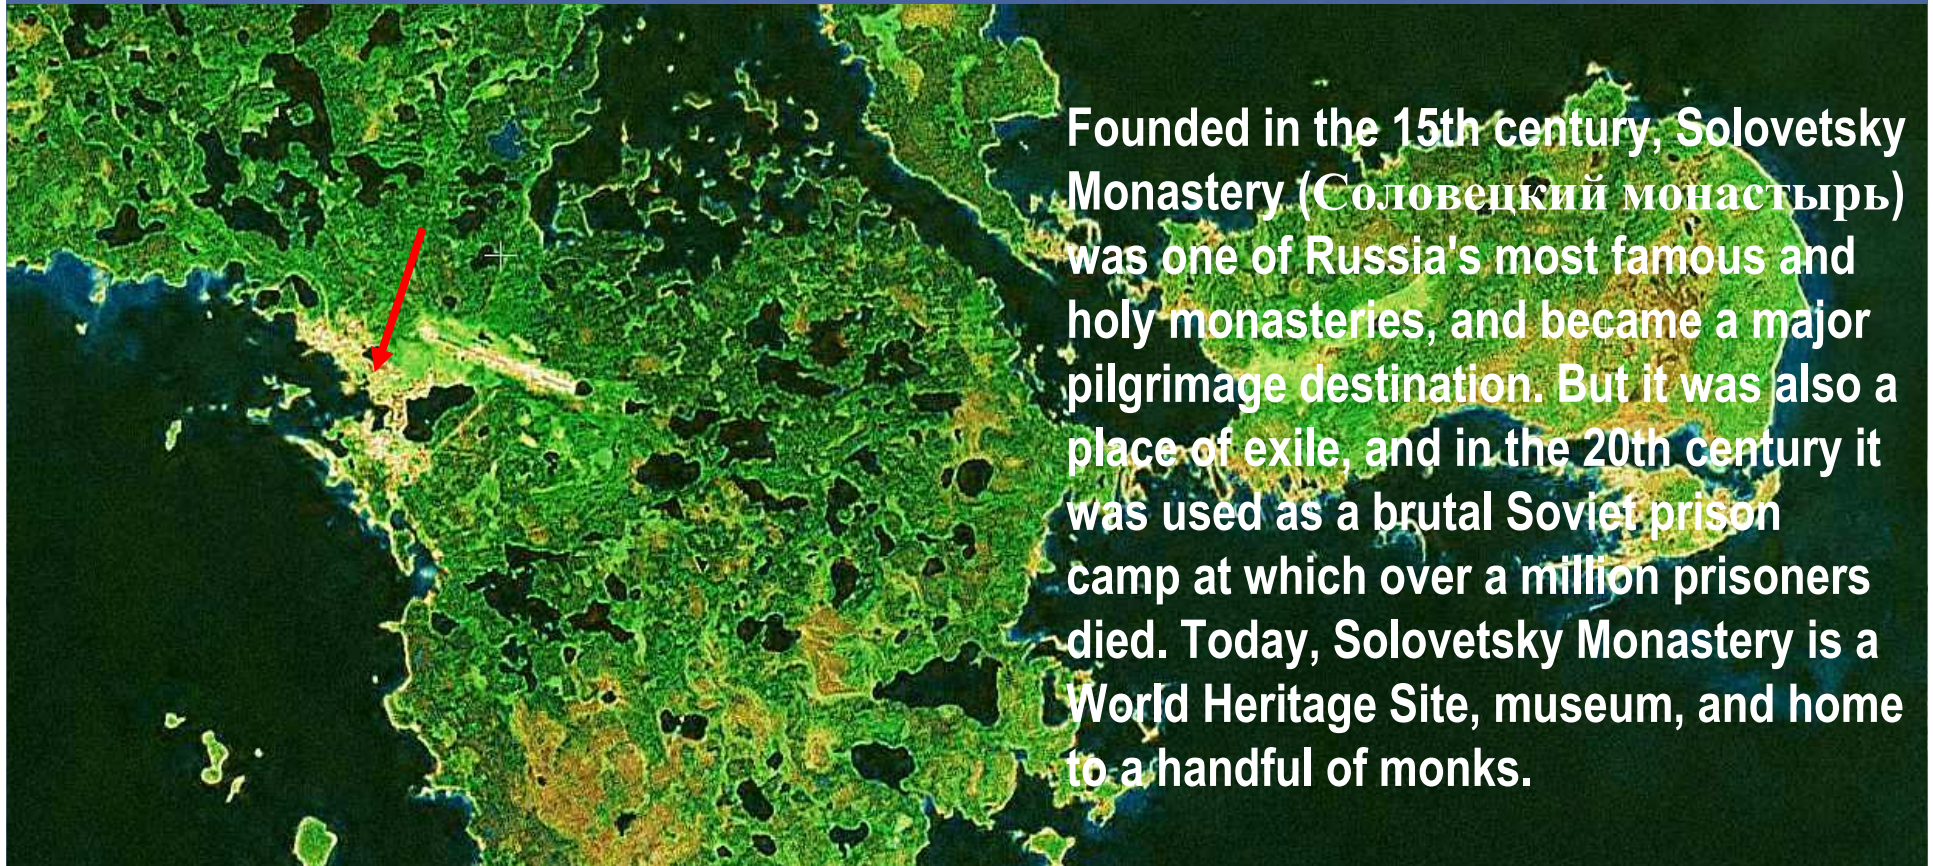 Founded in the 15th century, Solovetsky
Monastery (Соловецкий монастырь)
was one of Russia's most famous and
holy monasteries, and became a major
pilgrimage destination. But it was also a
place of exile, and in the 20th century it
was used as a brutal Soviet prison
camp at which over a million prisoners
died. Today, Solovetsky Monastery is a
World Heritage Site, museum, and home
to a handful of monks.